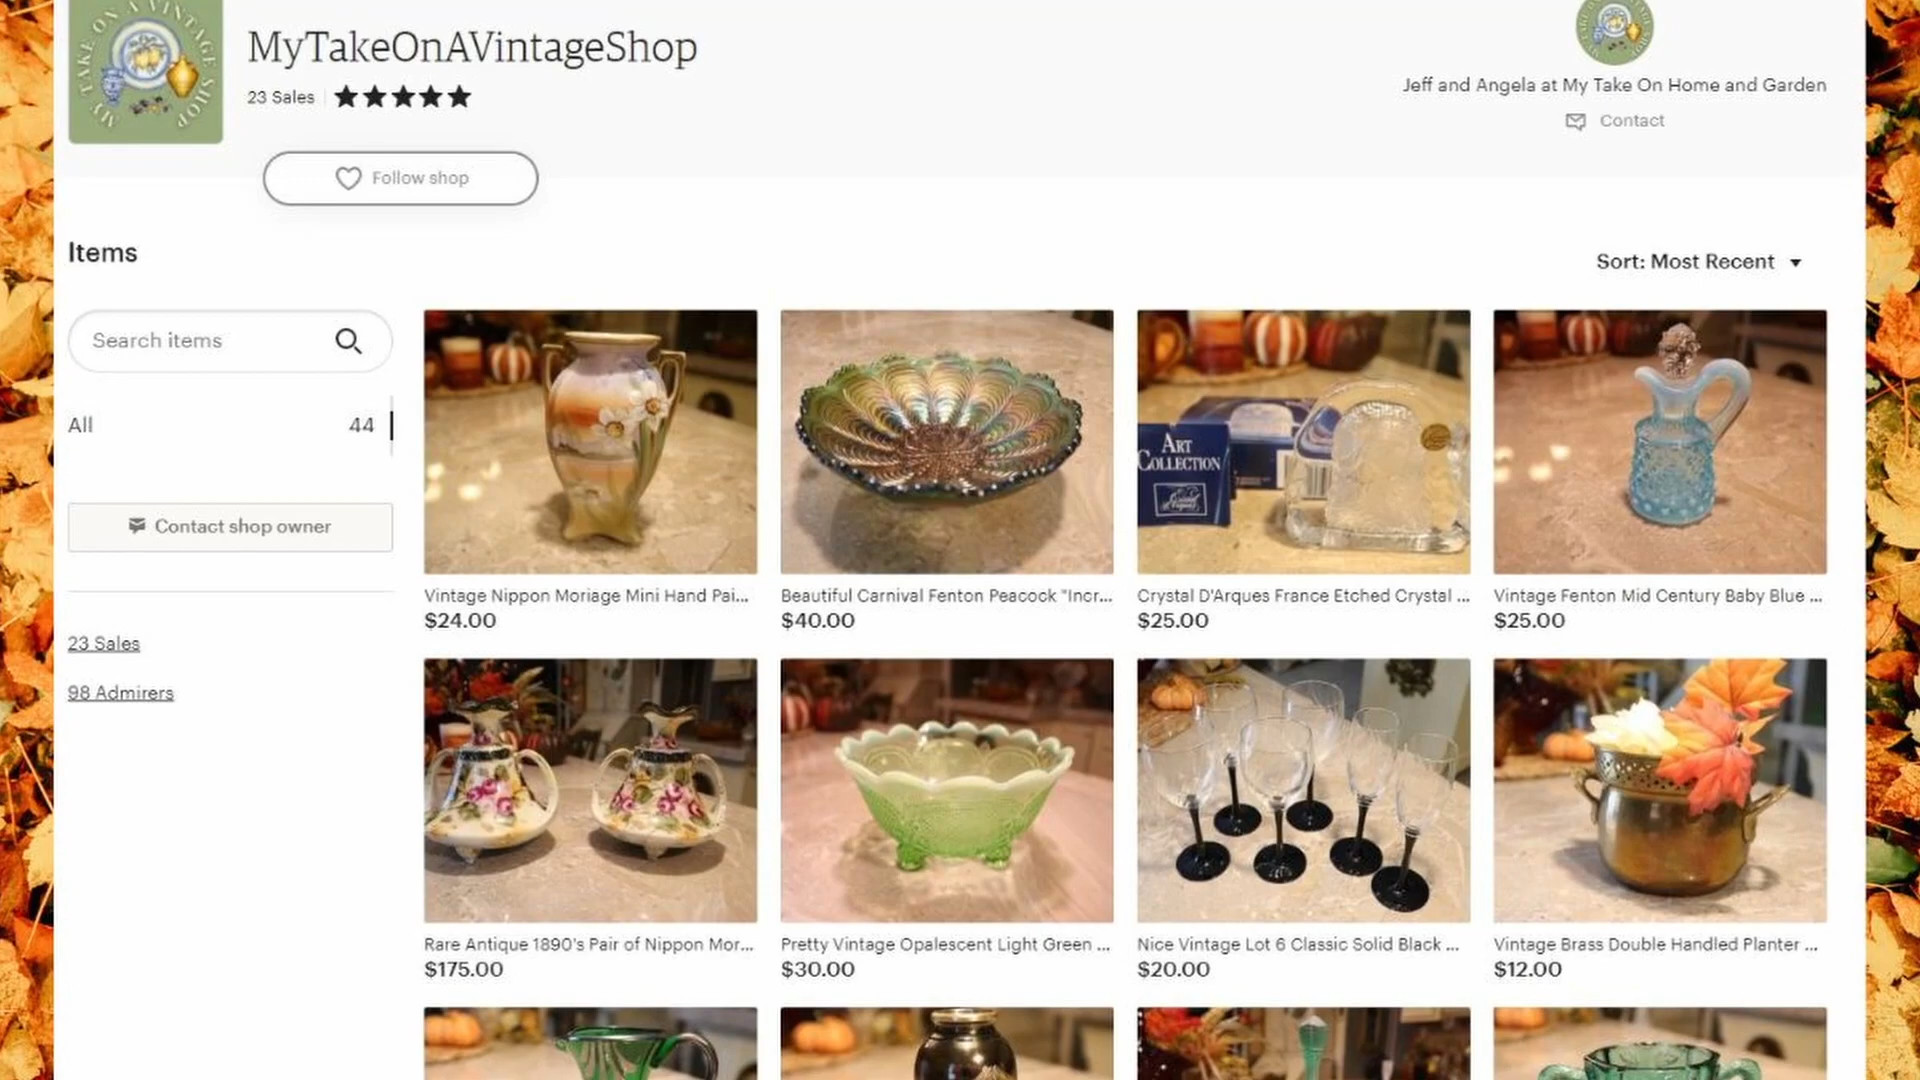 MY TAKE ON A VINTAGE SHOP
MyTakeOnAVintageShop
23 Sales
Follow shop
Jeff and Angela at My Take On Home and Garden
Contact
Items
Sort: Most Recent
Search items
All 44
Contact shop owner
23 Sales
98 Admirers
ART
COLLECTION
Vintage Nippon Moriage Mini Hand Pai...
$24.00
Beautiful Carnival Fenton Peacock "Incr...
$40.00
Crystal D'Arques France Etched Crystal ...
$25.00
Vintage Fenton Mid Century Baby Blue ...
$25.00
Rare Antique 1890's Pair of Nippon Mor...
$175.00
Pretty Vintage Opalescent Light Green ...
$30.00
Nice Vintage Lot 6 Classic Solid Black ...
$20.00
Vintage Brass Double Handled Planter ...
$12.00